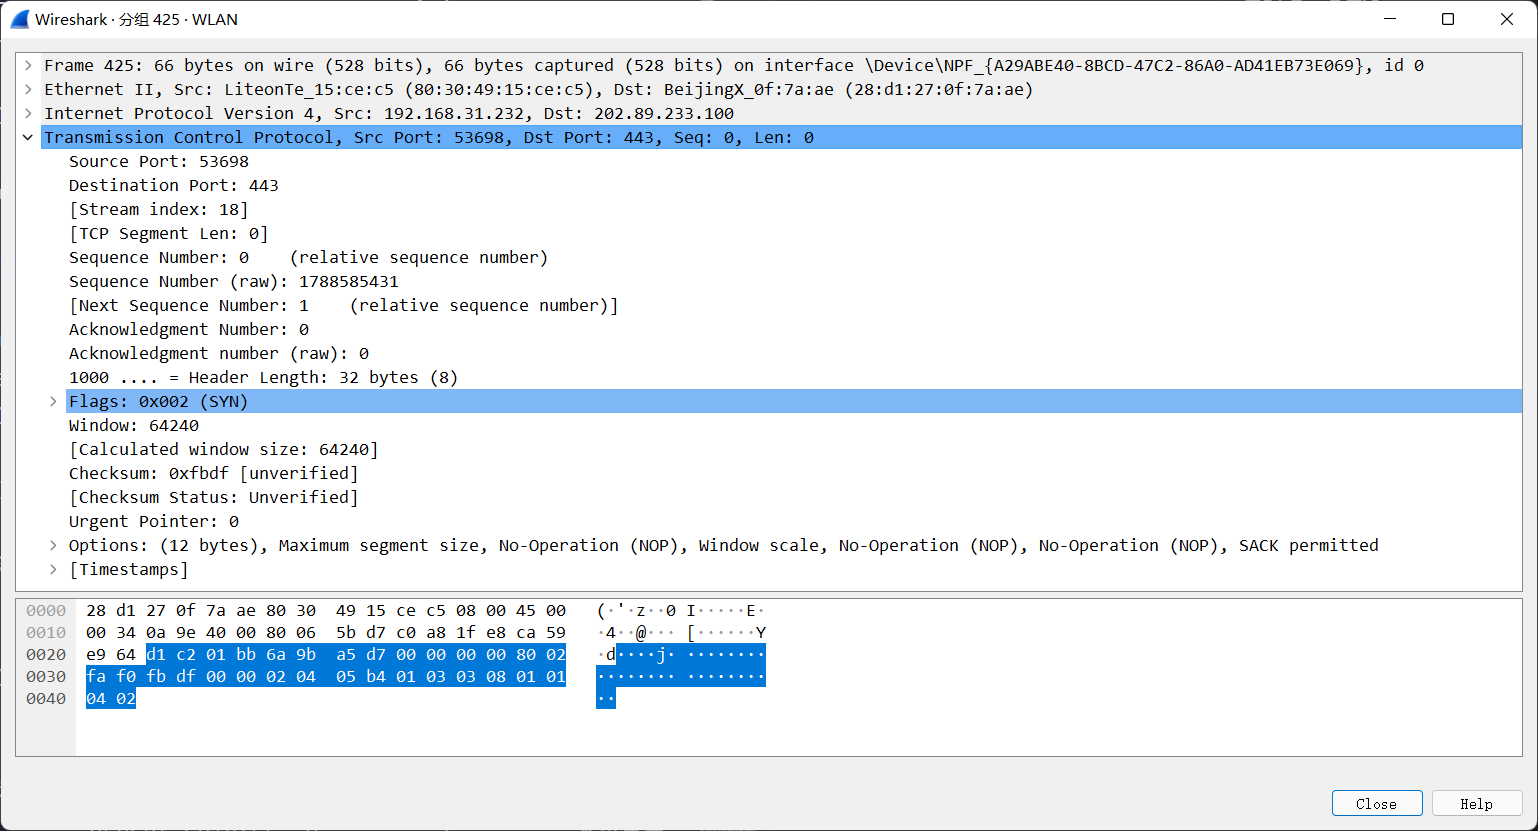 Wireshark · 分组 425 · WLAN
Frame 425: 66 bytes on wire (528 bits), 66 bytes captured (528 bits) on interface \Device\NPF_{A29ABE40-8BCD-47C2-86A0-AD41EB73E069}, id 0
Ethernet II, Src: LiteonTe_15:ce:c5 (80:30:49:15:ce:c5), Dst: BeijingX_0f:7a:ae (28:d1:27:0f:7a:ae)
Internet Protocol Version 4, Src: 192.168.31.232, Dst: 202.89.233.100
Transmission Control Protocol, Src Port: 53698, Dst Port: 443, Seq: 0, Len: 0
Source Port: 53698
Destination Port: 443
[Stream index: 18]
[TCP Segment Len: 0]
Sequence Number: 0    (relative sequence number)
Sequence Number (raw): 1788585431
[Next Sequence Number: 1    (relative sequence number)]
Acknowledgment Number: 0
Acknowledgment number (raw): 0
1000 .... = Header Length: 32 bytes (8)
Flags: 0x002 (SYN)
Window: 64240
[Calculated window size: 64240]
Checksum: 0xfbdf [unverified]
[Checksum Status: Unverified]
Urgent Pointer: 0
Options: (12 bytes), Maximum segment size, No-Operation (NOP), Window scale, No-Operation (NOP), No-Operation (NOP), SACK permitted
[Timestamps]
0000  28 d1 27 0f 7a ae 80 30  49 15 ce c5 08 00 45 00   (·'·z··0 I·····E·
0010  00 34 0a 9e 40 00 80 06  5b d7 c0 a8 1f e8 ca 59   ·4··@··· [······Y
0020  e9 64 d1 c2 01 bb 6a 9b  a5 d7 00 00 00 00 80 02   ·d····j· ········
0030  fa f0 fb df 00 00 02 04  05 b4 01 03 03 08 01 01   ········ ········
0040  04 02   ··
Close
Help